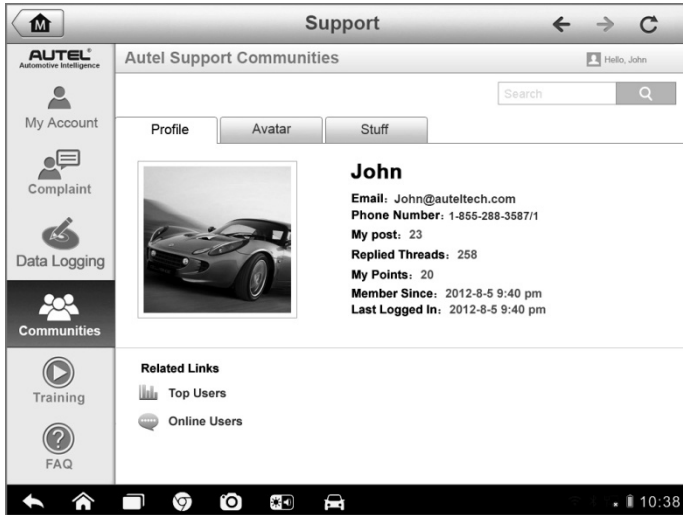 M
Support
AUTEL®
Automotive Intelligence
Autel Support Communities
Hello, John
Search
My Account
Complaint
Data Logging
Communities
Training
FAQ
Profile
Avatar
Stuff
John
Email: John@auteltech.com
Phone Number: 1-855-288-3587/1
My post: 23
Replied Threads: 258
My Points: 20
Member Since: 2012-8-5 9:40 pm
Last Logged In: 2012-8-5 9:40 pm
Related Links
Top Users
Online Users
10:38